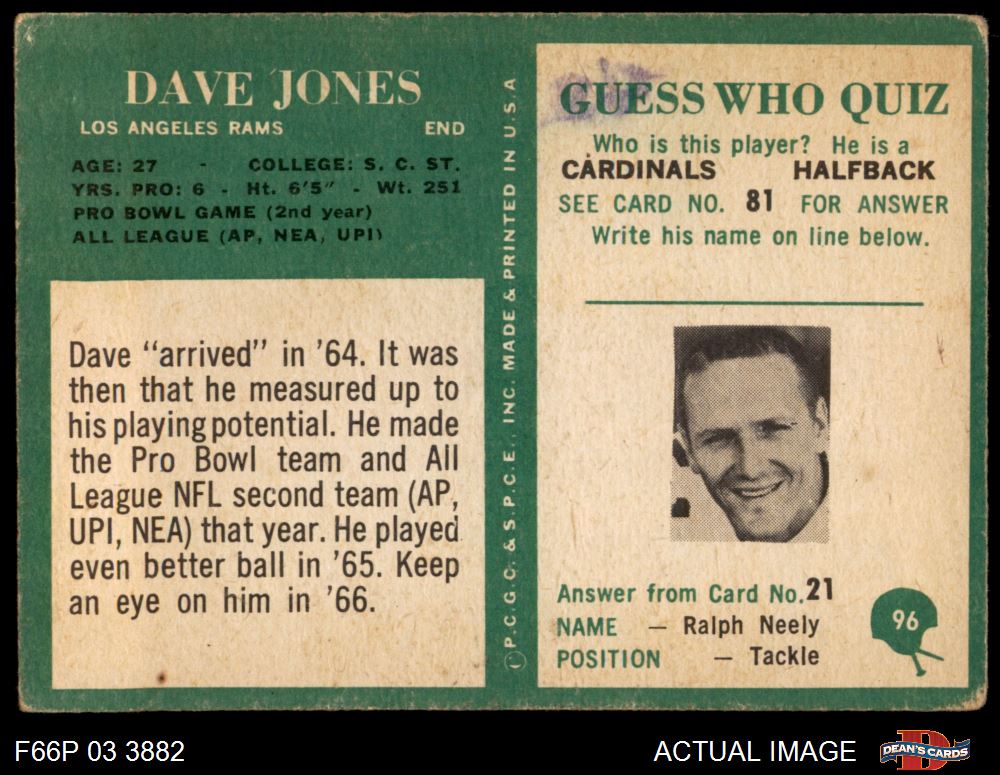 DAVE JONES
LOS ANGELES RAMS END
AGE: 27 - COLLEGE: S. C. ST.
YRS. PRO: 6 - Ht. 6'5" - Wt. 251
PRO BOWL GAME (2nd year)
ALL LEAGUE (AP, NEA, UPI)
Dave “arrived” in ’64. It was
then that he measured up to
his playing potential. He made
the Pro Bowl team and All
League NFL second team (AP,
UPI, NEA) that year. He played
even better ball in ’65. Keep
an eye on him in ’66.
P.C.G.C. & S.P.C.E., INC. MADE & PRINTED IN U.S.A
GUESS WHO QUIZ
Who is this player? He is a
CARDINALS HALFBACK
SEE CARD NO. 81 FOR ANSWER
Write his name on line below.
Answer from Card No. 21
NAME — Ralph Neely
POSITION — Tackle
96
F66P 03 3882
ACTUAL IMAGE
DEAN'S CARDS